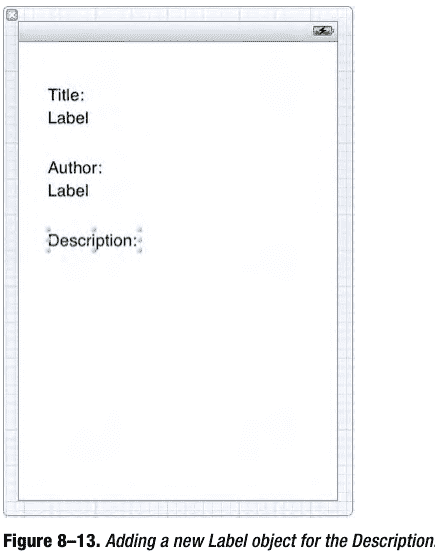 Title:
Label
Author:
Label
Description:
Figure 8–13. Adding a new Label object for the Description.